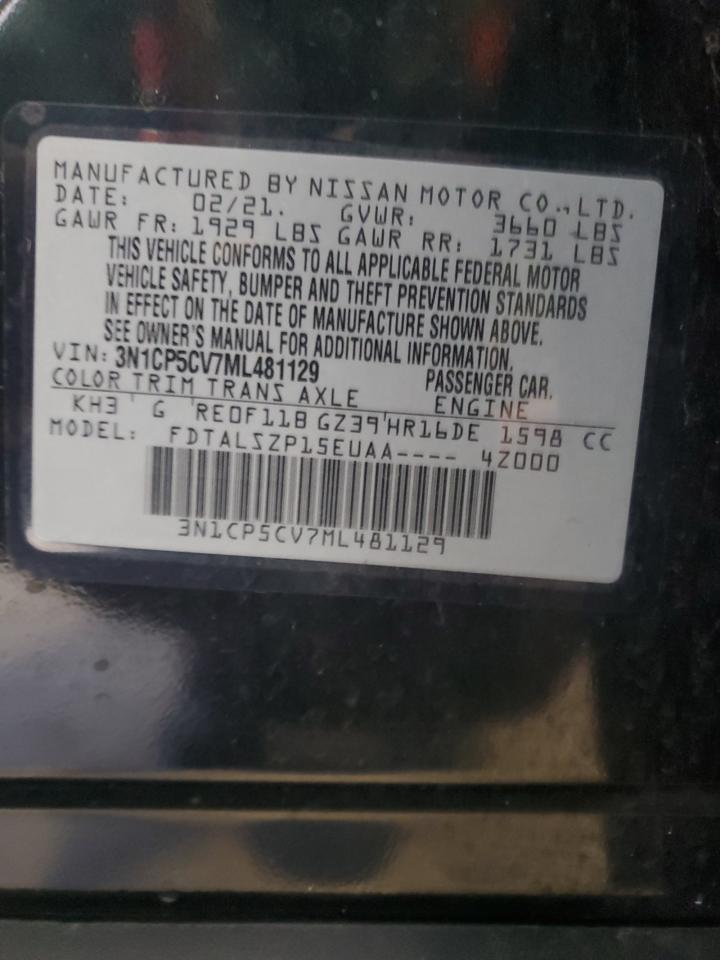 MANUFACTURED BY NISSAN MOTOR CO.,LTD.
DATE: 02/21. GVWR: 3660 LBS
GAWR FR: 1929 LBS GAWR RR: 1731 LBS
THIS VEHICLE CONFORMS TO ALL APPLICABLE FEDERAL MOTOR
VEHICLE SAFETY, BUMPER AND THEFT PREVENTION STANDARDS
IN EFFECT ON THE DATE OF MANUFACTURE SHOWN ABOVE.
SEE OWNER'S MANUAL FOR ADDITIONAL INFORMATION.
VIN: 3N1CP5CV7ML481129 PASSENGER CAR.
COLOR TRIM TRANS AXLE ENGINE
KH3 G RE0F11B GZ39 HR16DE 1598 CC
MODEL: FDTALSZP15EUAA---- 4Z000
3N1CP5CV7ML481129